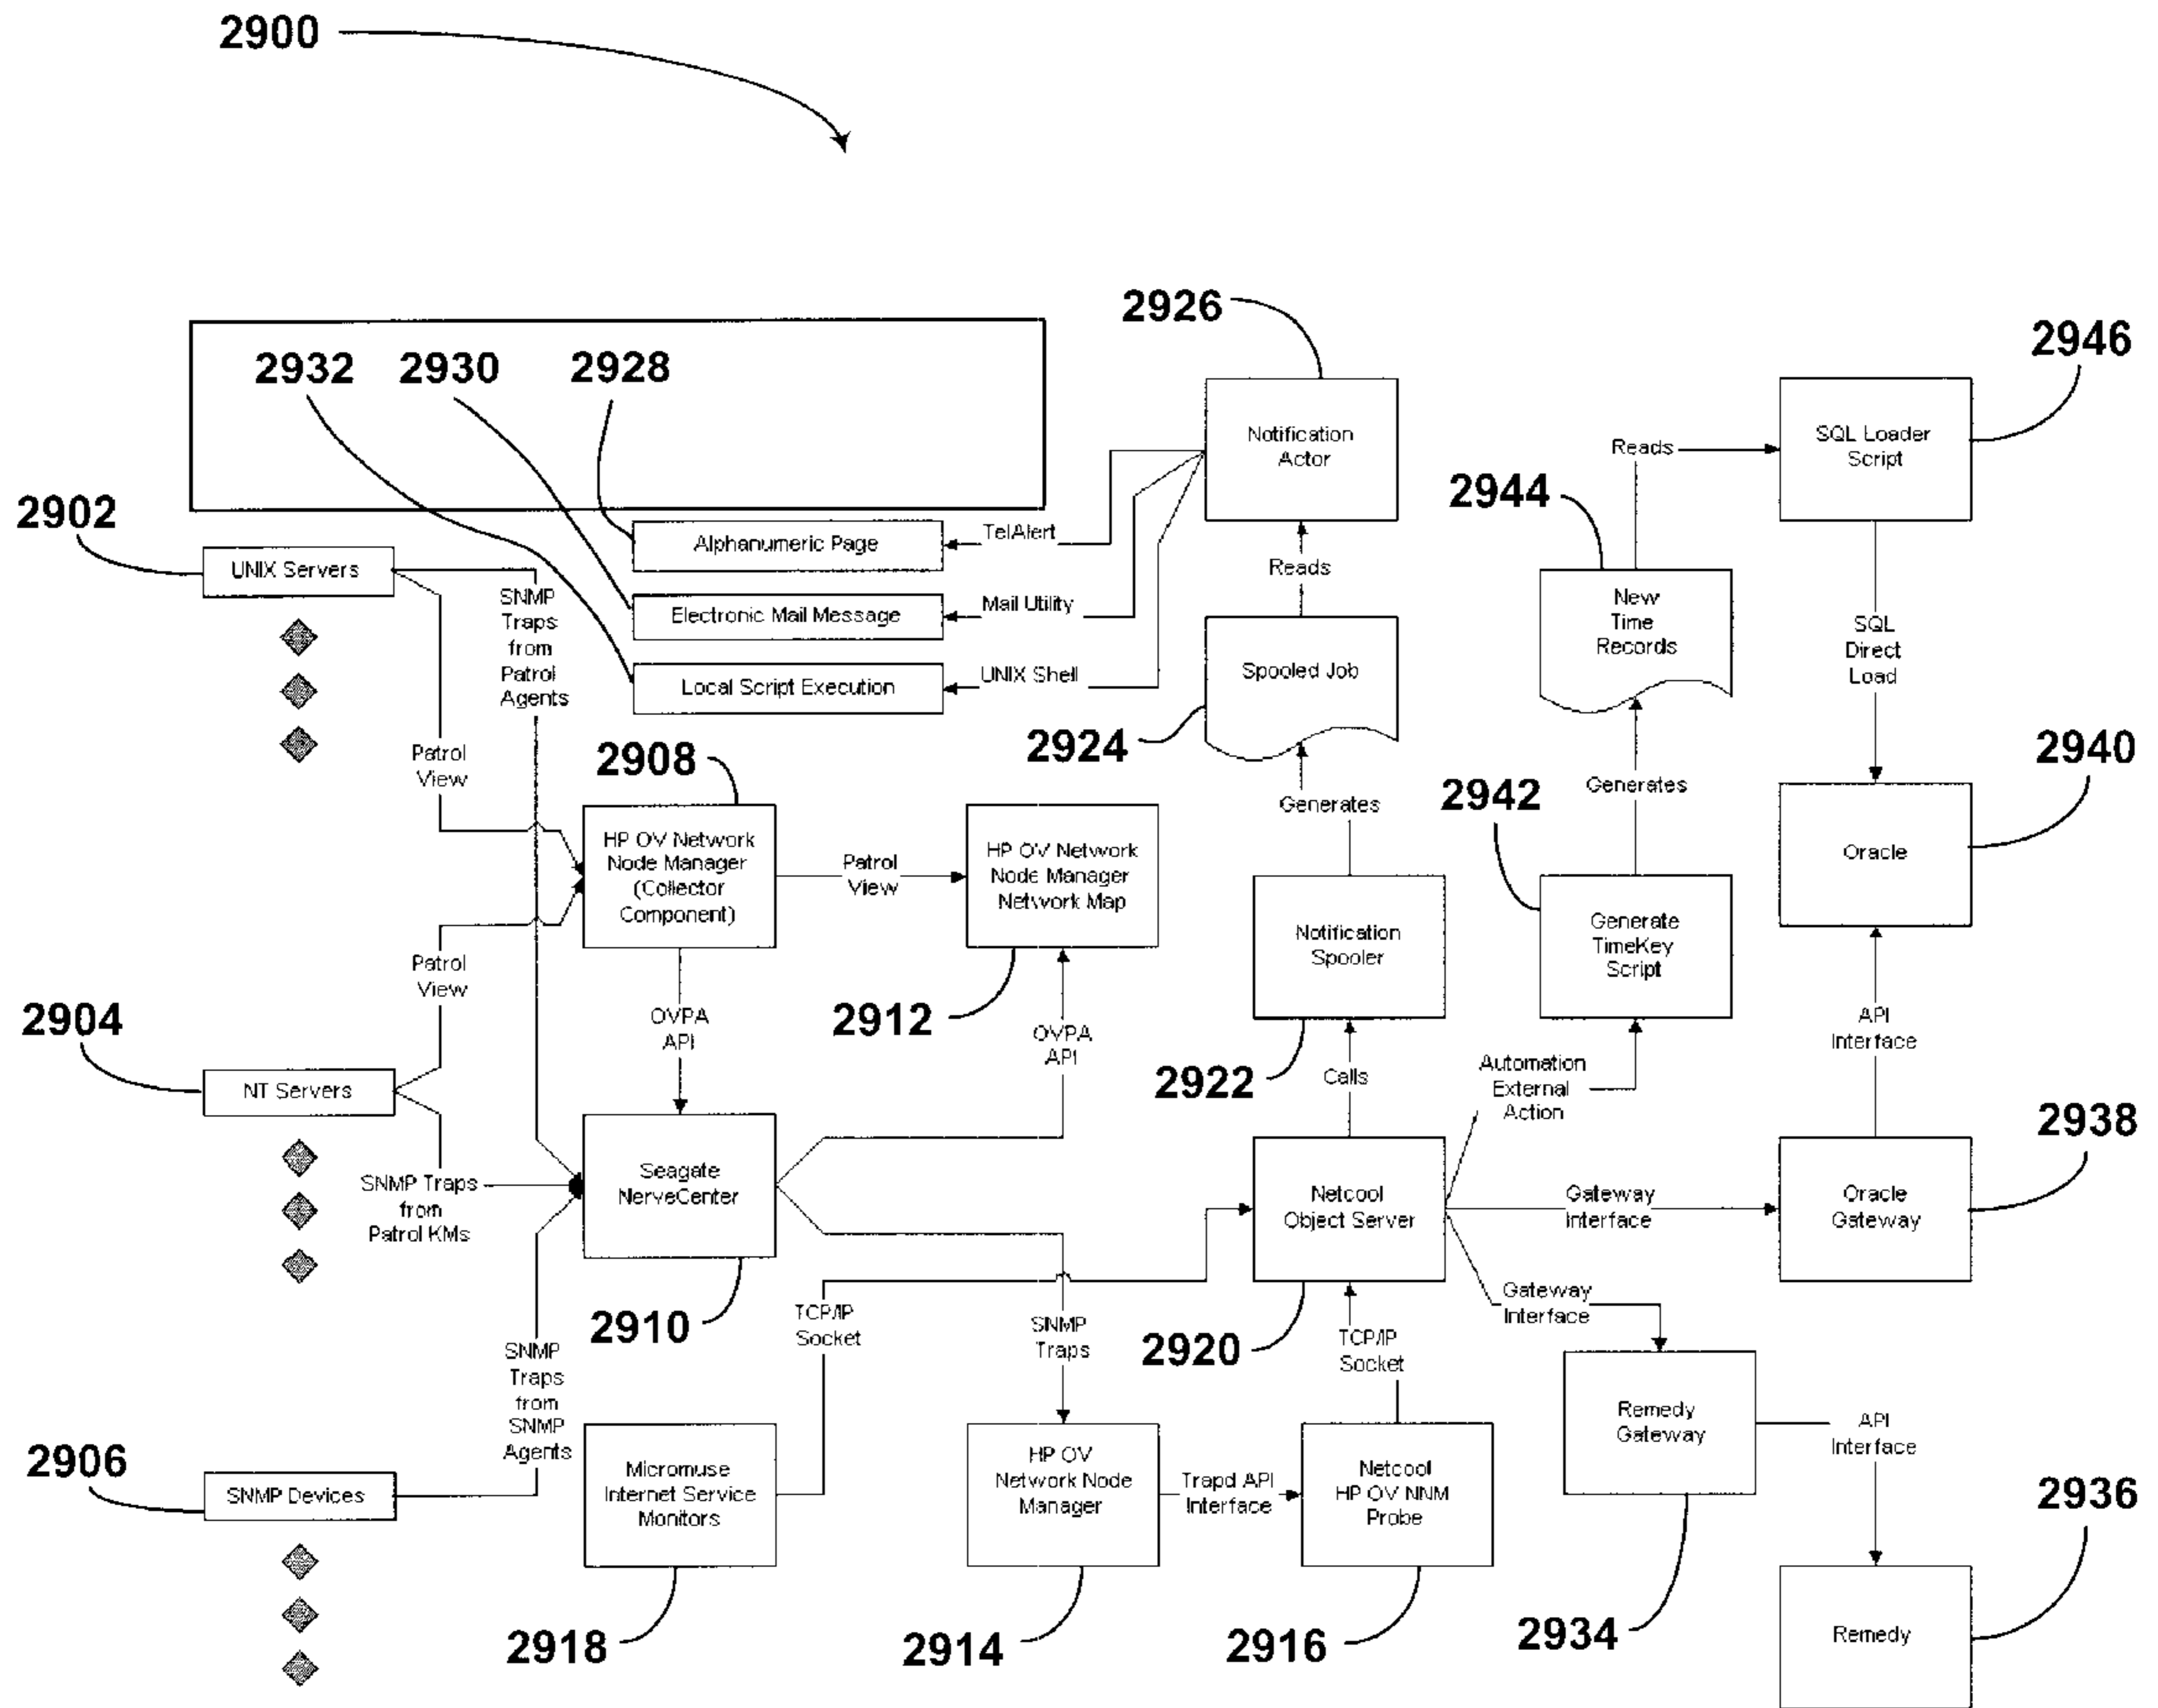 2900
2926
2946
2932 2930 2928
Notification
Actor
SQL Loader
Script
Reads
2944
2902
TelAlert
Alphanumeric Page
UNIX Servers
Reads
SNMP
Traps
from
Patrol
Agents
Mail Utility
Electronic Mail Message
New
Time
Records
SQL
Direct
Load
UNIX Shell
Local Script Execution
Spooled Job
2924
2940
Patrol
View
2908
Generates
2942
Generates
HP OV Network
Node Manager
(Collector
Component)
Patrol
View
HP OV Network
Node Manager
Network Map
Oracle
Notification
Spooler
Generate
TimeKey
Script
Patrol
View
2904
OVPA
API
2912
OVPA
API
API
Interface
2922
Calls
Automation
External
Action
NT Servers
2938
SNMP Traps
from
Patrol KMs
Seagate
NerveCenter
Netcool
Object Server
Gateway
Interface
Oracle
Gateway
2910
TCP/IP
Socket
SNMP
Traps
2920
TCP/IP
Socket
Gateway
Interface
SNMP
Traps
from
SNMP
Agents
Remedy
Gateway
API
Interface
2906
SNMP Devices
Micromuse
Internet Service
Monitors
HP OV
Network Node
Manager
Trapd API
Interface
Netcool
HP OV NNM
Probe
2936
2918
2914
2916
2934
Remedy